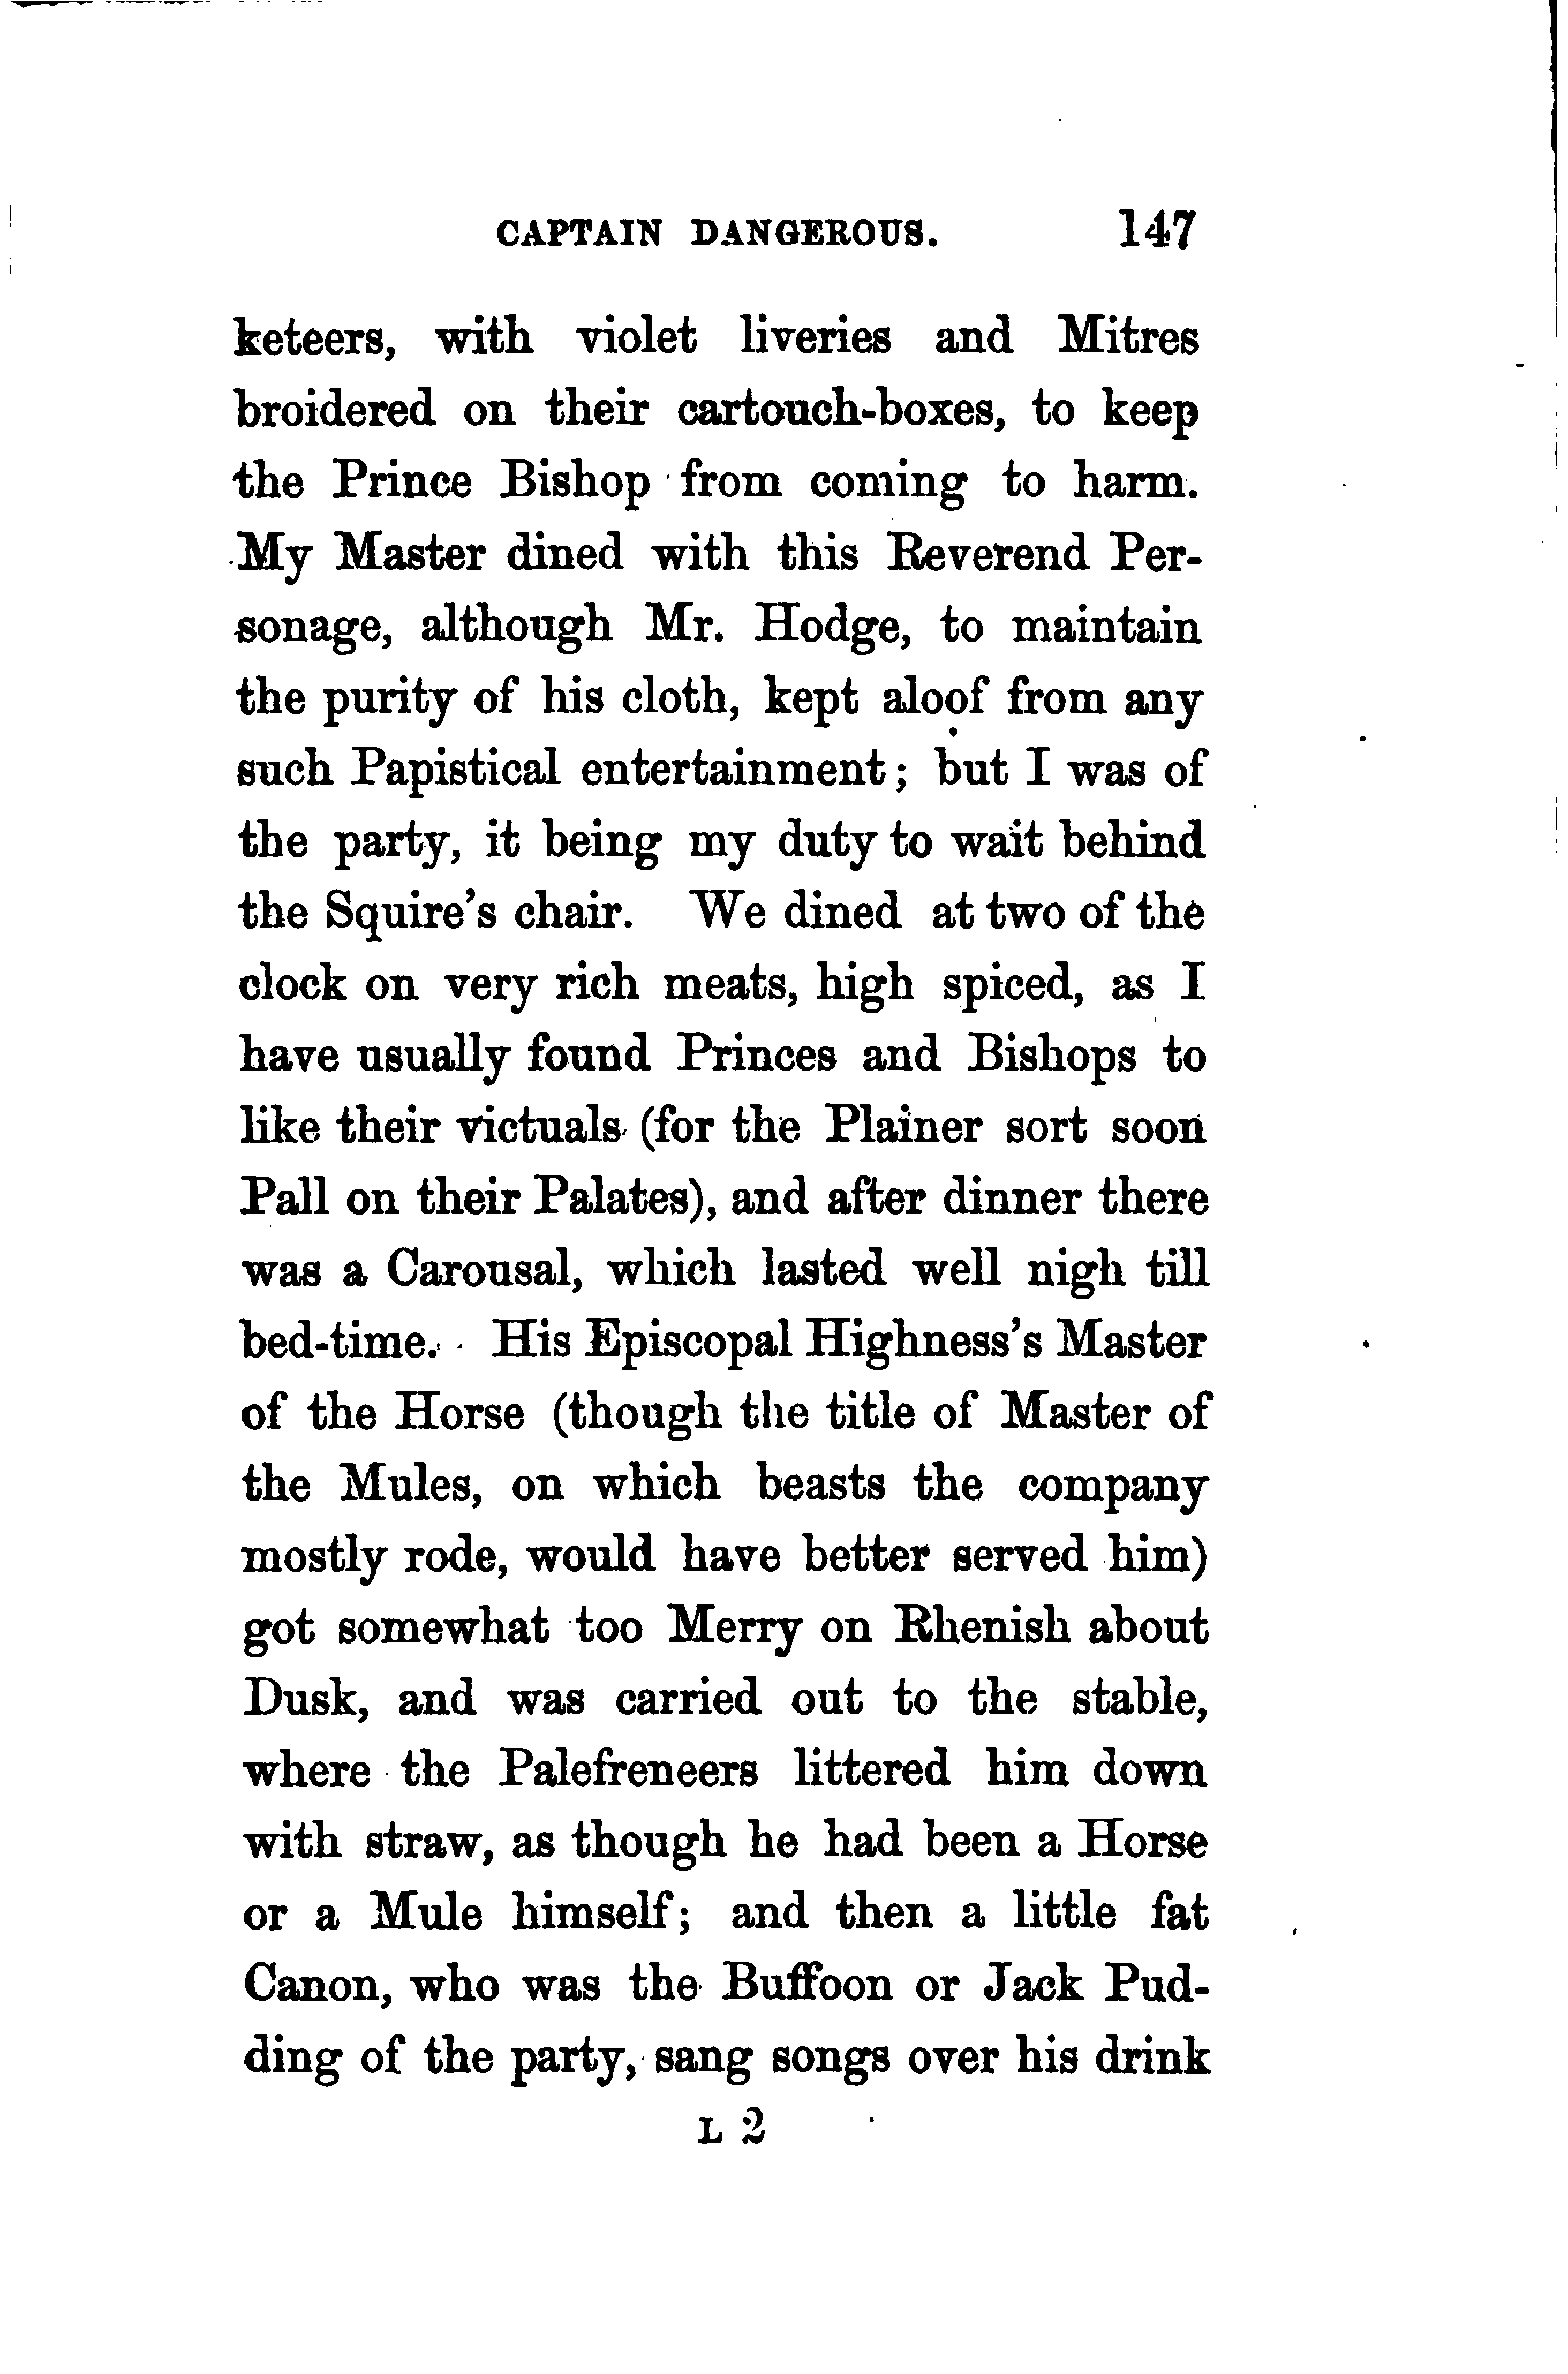 CAPTAIN DANGEROUS. 147
keteers, with violet liveries and Mitres
broidered on their cartouch-boxes, to keep
the Prince Bishop from coming to harm.
My Master dined with this Reverend Per-
sonage, although Mr. Hodge, to maintain
the purity of his cloth, kept aloof from any
such Papistical entertainment; but I was of
the party, it being my duty to wait behind
the Squire's chair. We dined at two of the
clock on very rich meats, high spiced, as I
have usually found Princes and Bishops to
like their victuals (for the Plainer sort soon
Pall on their Palates), and after dinner there
was a Carousal, which lasted well nigh till
bed-time. His Episcopal Highness's Master
of the Horse (though the title of Master of
the Mules, on which beasts the company
mostly rode, would have better served him)
got somewhat too Merry on Rhenish about
Dusk, and was carried out to the stable,
where the Palefreneers littered him down
with straw, as though he had been a Horse
or a Mule himself; and then a little fat
Canon, who was the Buffoon or Jack Pud-
ding of the party, sang songs over his drink
L 2